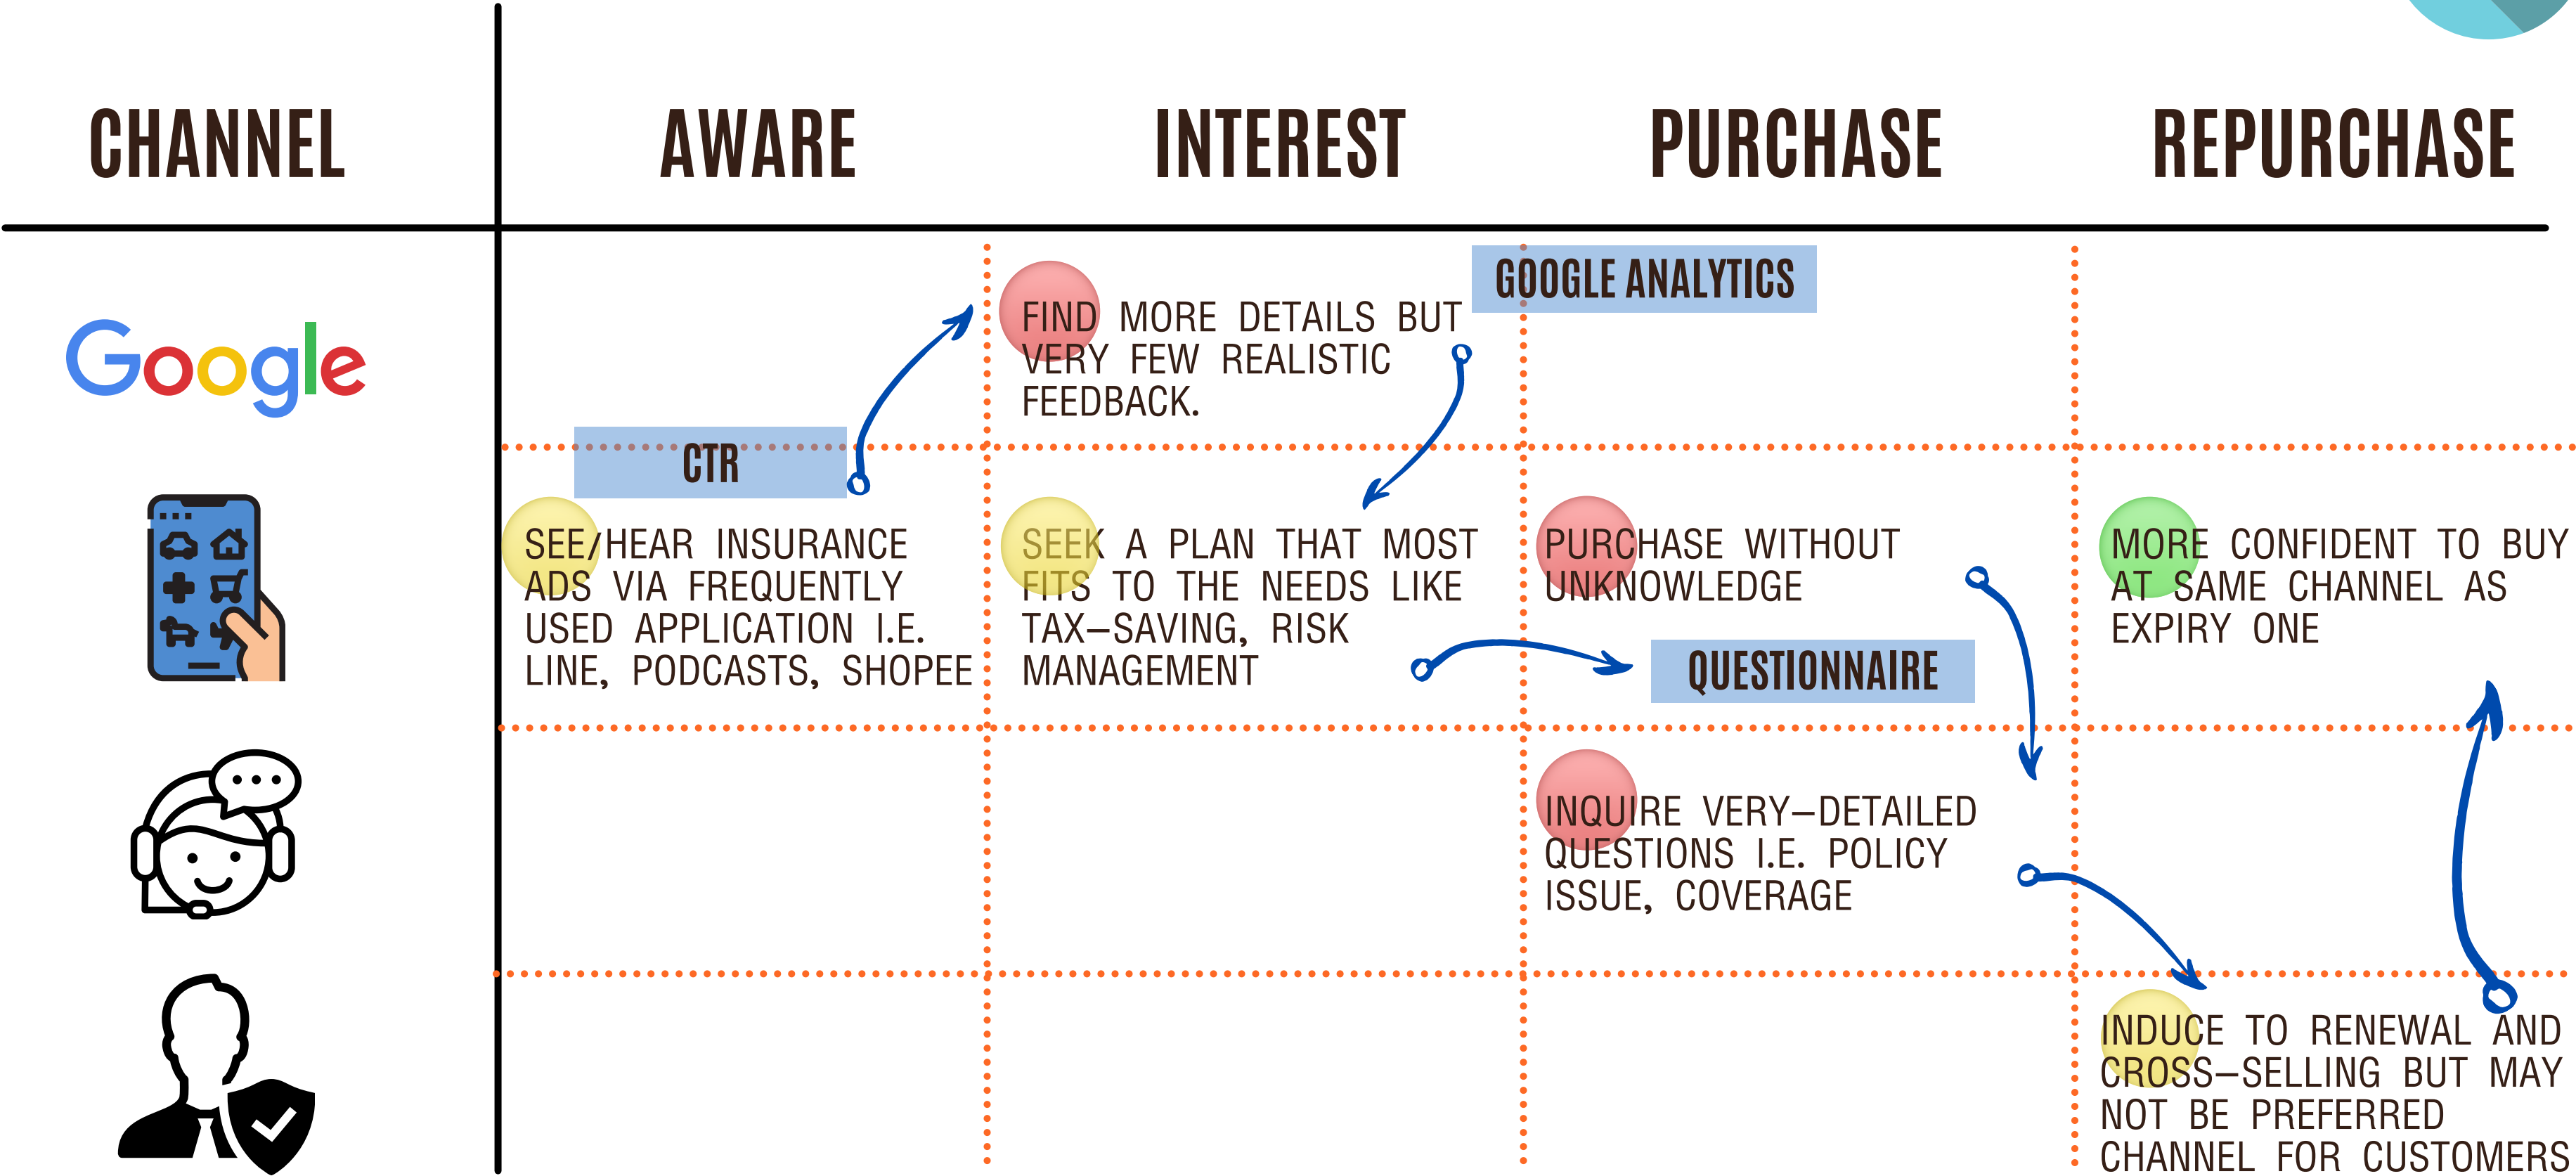 CHANNEL
AWARE
INTEREST
PURCHASE
REPURCHASE
Google
FIND MORE DETAILS BUT
VERY FEW REALISTIC
FEEDBACK.
GOOGLE ANALYTICS
CTR
SEE/HEAR INSURANCE
ADS VIA FREQUENTLY
USED APPLICATION I.E.
LINE, PODCASTS, SHOPEE
SEEK A PLAN THAT MOST
FITS TO THE NEEDS LIKE
TAX–SAVING, RISK
MANAGEMENT
PURCHASE WITHOUT
UNKNOWLEDGE
QUESTIONNAIRE
MORE CONFIDENT TO BUY
AT SAME CHANNEL AS
EXPIRY ONE
INQUIRE VERY–DETAILED
QUESTIONS I.E. POLICY
ISSUE, COVERAGE
INDUCE TO RENEWAL AND
CROSS–SELLING BUT MAY
NOT BE PREFERRED
CHANNEL FOR CUSTOMERS